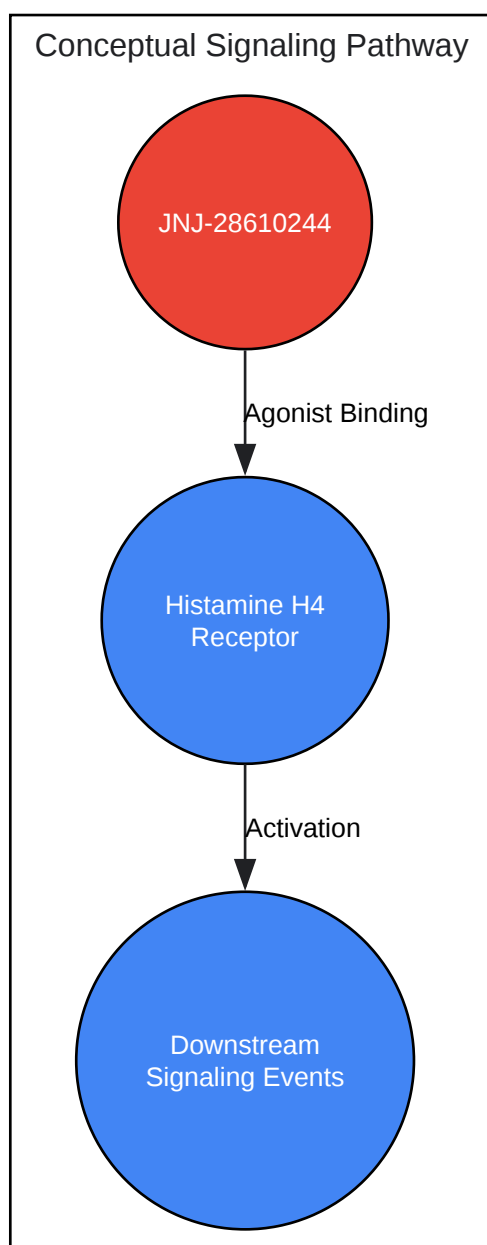 Conceptual Signaling Pathway
JNJ-28610244
Agonist Binding
Histamine H4
Receptor
Activation
Downstream
Signaling Events